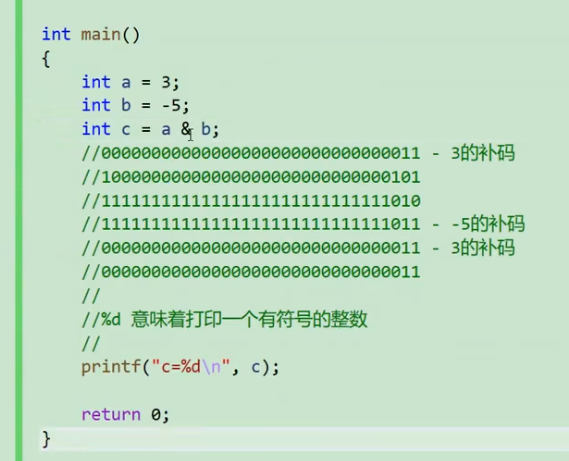 int main()
{
int a = 3;
int b = -5;
int c = a & b;
//00000000000000000000000000000011 - 3的补码
//10000000000000000000000000000101
//11111111111111111111111111111010
//11111111111111111111111111111011 - -5的补码
//00000000000000000000000000000011 - 3的补码
//00000000000000000000000000000011
//
//%d 意味着打印一个有符号的整数
//
printf("c=%d\n", c);
return 0;
}